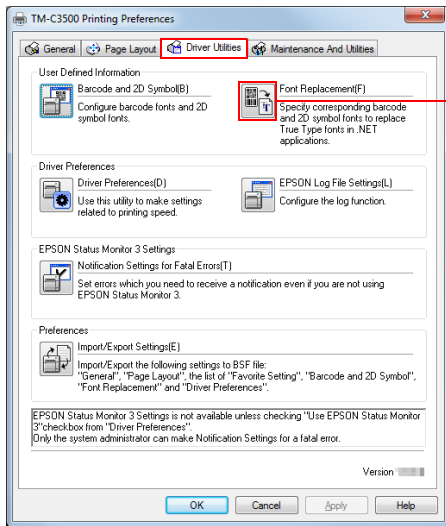 TM-C3500 Printing Preferences
General
Page Layout
Driver Utilities
Maintenance And Utilities
User Defined Information
Barcode and 2D Symbol(B)
Configure barcode fonts and 2D
symbol fonts.
Font Replacement(F)
Specify corresponding barcode
and 2D symbol fonts to replace
True Type fonts in .NET
applications.
Driver Preferences
Driver Preferences(D)
Use this utility to make settings
related to printing speed.
EPSON Log File Settings(L)
Configure the log function.
EPSON Status Monitor 3 Settings
Notification Settings for Fatal Errors(T)
Set errors which you need to receive a notification even if you are not using
EPSON Status Monitor 3.
Preferences
Import/Export Settings(E)
Import/Export the following settings to BSF file:
"General", "Page Layout", the list of "Favorite Setting", "Barcode and 2D Symbol",
"Font Replacement" and "Driver Preferences".
EPSON Status Monitor 3 Settings is not available unless checking "Use EPSON Status Monitor
3"checkbox from "Driver Preferences".
Only the system administrator can make Notification Settings for a fatal error.
Version
OK
Cancel
Apply
Help